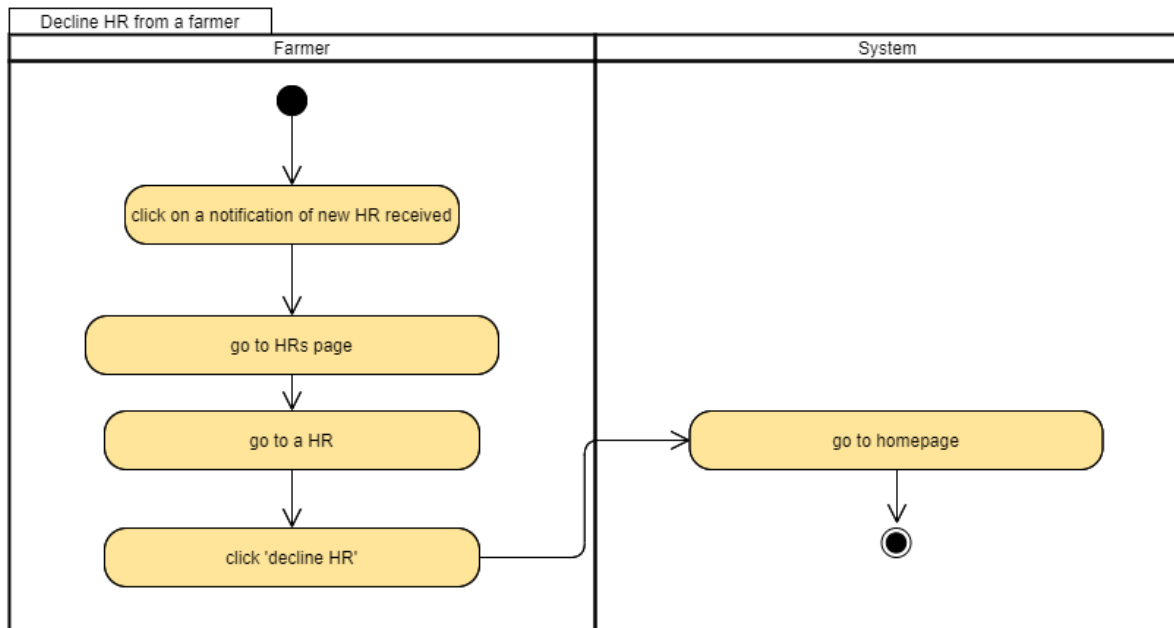 Decline HR from a farmer
Farmer
System
click on a notification of new HR received
go to HRs page
go to a HR
go to homepage
click 'decline HR'